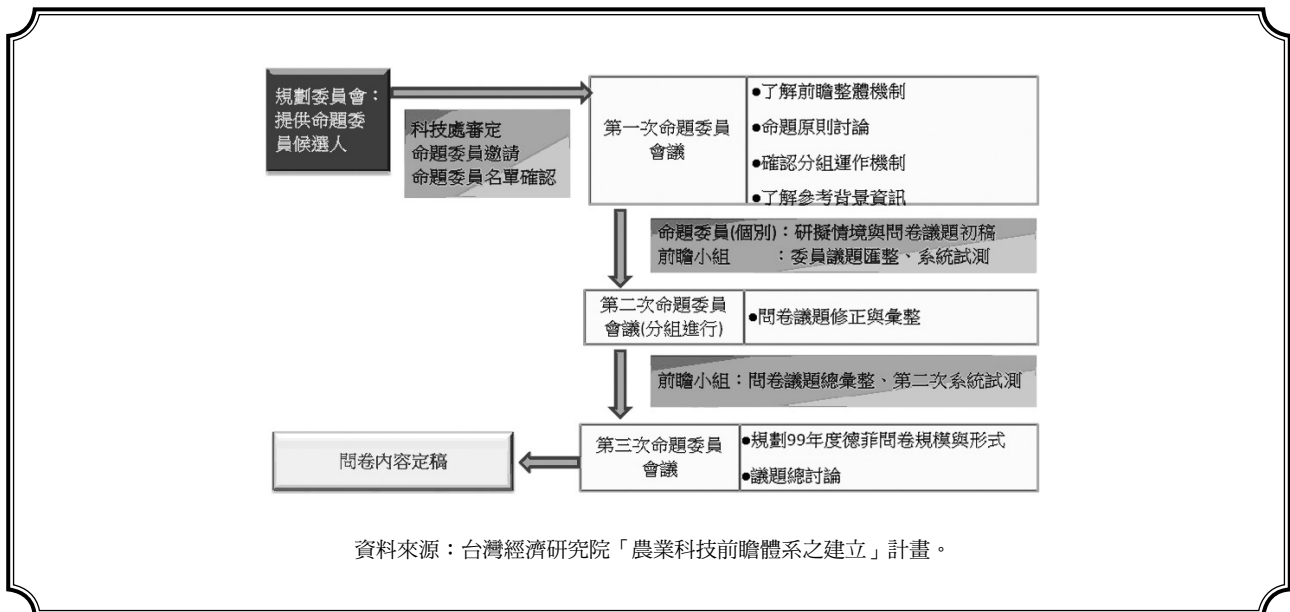 規劃委員會：
提供命題委
員候選人
科技處審定
命題委員邀請
命題委員名單確認
第一次命題委員
會議
●了解前瞻整體機制
●命題原則討論
●確認分組運作機制
●了解參考背景資訊
命題委員(個別)：研擬情境與問卷議題初稿
前瞻小組　　　：委員議題匯整、系統試測
第二次命題委員
會議(分組進行)
●問卷議題修正與彙整
前瞻小組：問卷議題總彙整、第二次系統試測
第三次命題委員
會議
●規劃99年度德菲問卷規模與形式
●議題總討論
問卷內容定稿
資料來源：台灣經濟研究院「農業科技前瞻體系之建立」計畫。